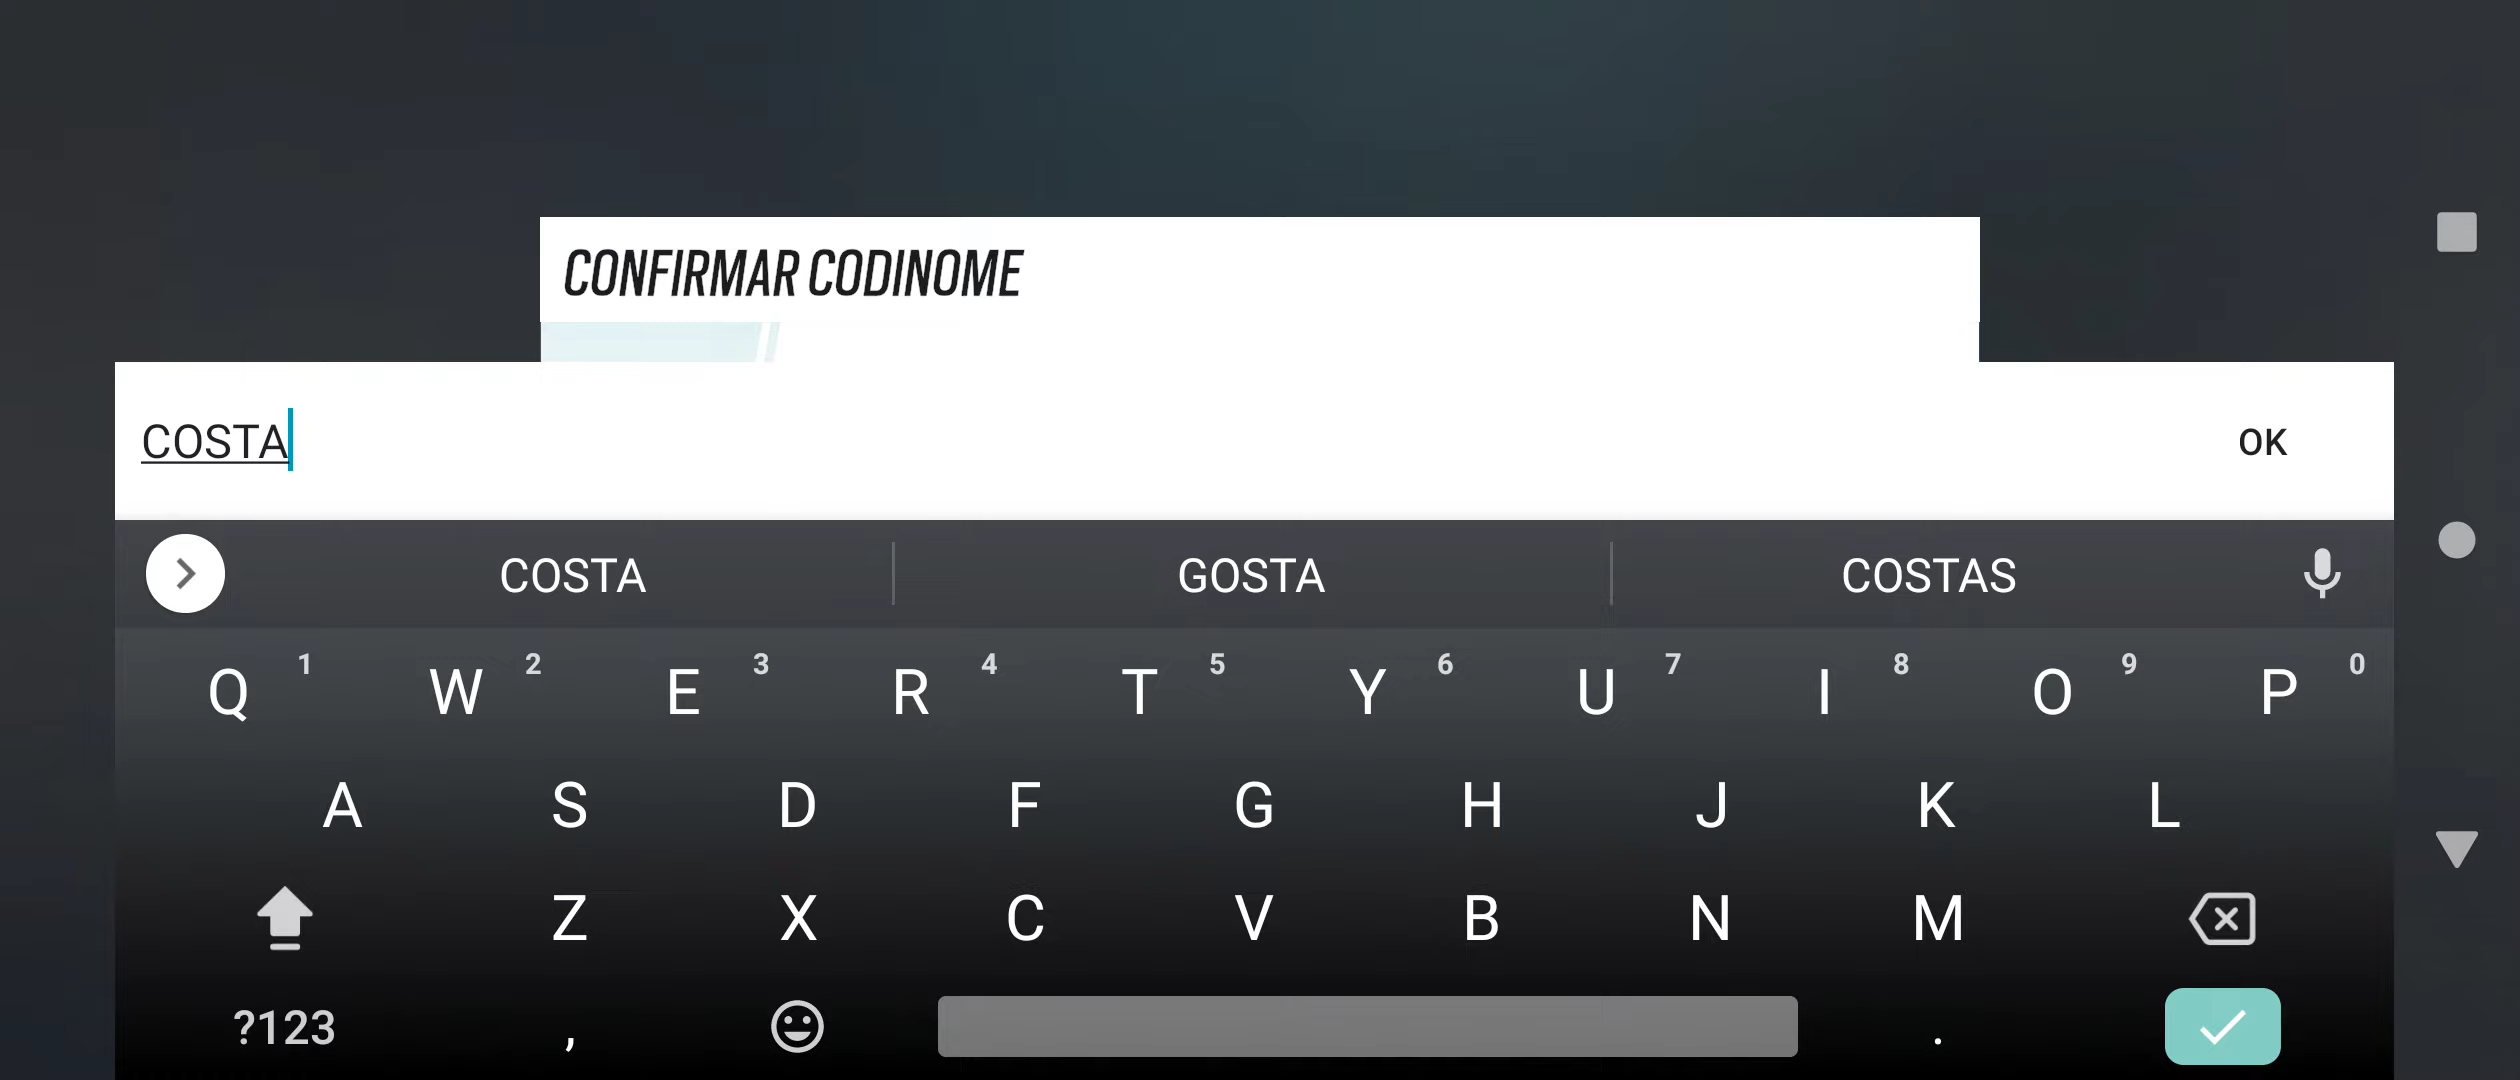 CONFIRMAR CODINOME
COSTA OK
COSTA GOSTA COSTAS
Q 1 W 2 E 3 R 4 T 5 Y 6 U 7 I 8 O 9 P 0
A S D F G H J K L
Z X C V B N M
?123 , .